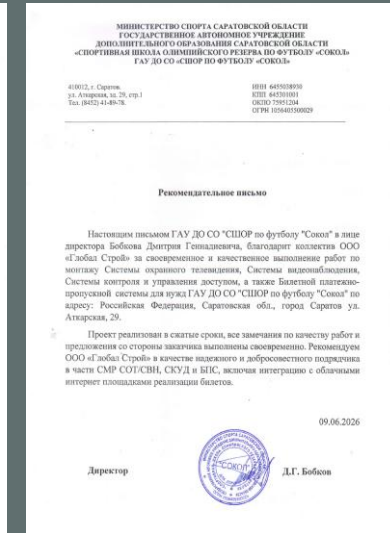 МИНИСТЕРСТВО СПОРТА САРАТОВСКОЙ ОБЛАСТИ
ГОСУДАРСТВЕННОЕ АВТОНОМНОЕ УЧРЕЖДЕНИЕ
ДОПОЛНИТЕЛЬНОГО ОБРАЗОВАНИЯ САРАТОВСКОЙ ОБЛАСТИ
«СПОРТИВНАЯ ШКОЛА ОЛИМПИЙСКОГО РЕЗЕРВА ПО ФУТБОЛУ «СОКОЛ»
ГАУ ДО СО «СШОР ПО ФУТБОЛУ «СОКОЛ»
410012, г. Саратов. ИНН 6455038930
ул. Аткарская, зд. 29, стр.1 КПП 645301001
Тел. (8452) 41-89-78. ОКПО 75951204
ОГРН 1056405500029
Рекомендательное письмо
Настоящим письмом ГАУ ДО СО "СШОР по футболу "Сокол" в лице
директора Бобкова Дмитрия Геннадиевича, благодарит коллектив ООО
«Глобал Строй» за своевременное и качественное выполнение работ по
монтажу Системы охранного телевидения, Системы видеонаблюдения,
Системы контроля и управления доступом, а также Билетной платежно-
пропускной системы для нужд ГАУ ДО СО "СШОР по футболу "Сокол" по
адресу: Российская Федерация, Саратовская обл., город Саратов ул.
Аткарская, 29.
Проект реализован в сжатые сроки, все замечания по качеству работ и
предложения со стороны заказчика выполнены своевременно. Рекомендуем
ООО «Глобал Строй» в качестве надежного и добросовестного подрядчика
в части СМР СОТ/СВН, СКУД и БПС, включая интеграцию с облачными
интернет площадками реализации билетов.
09.06.2026
Директор Д.Г. Бобков
"СОКОЛ"